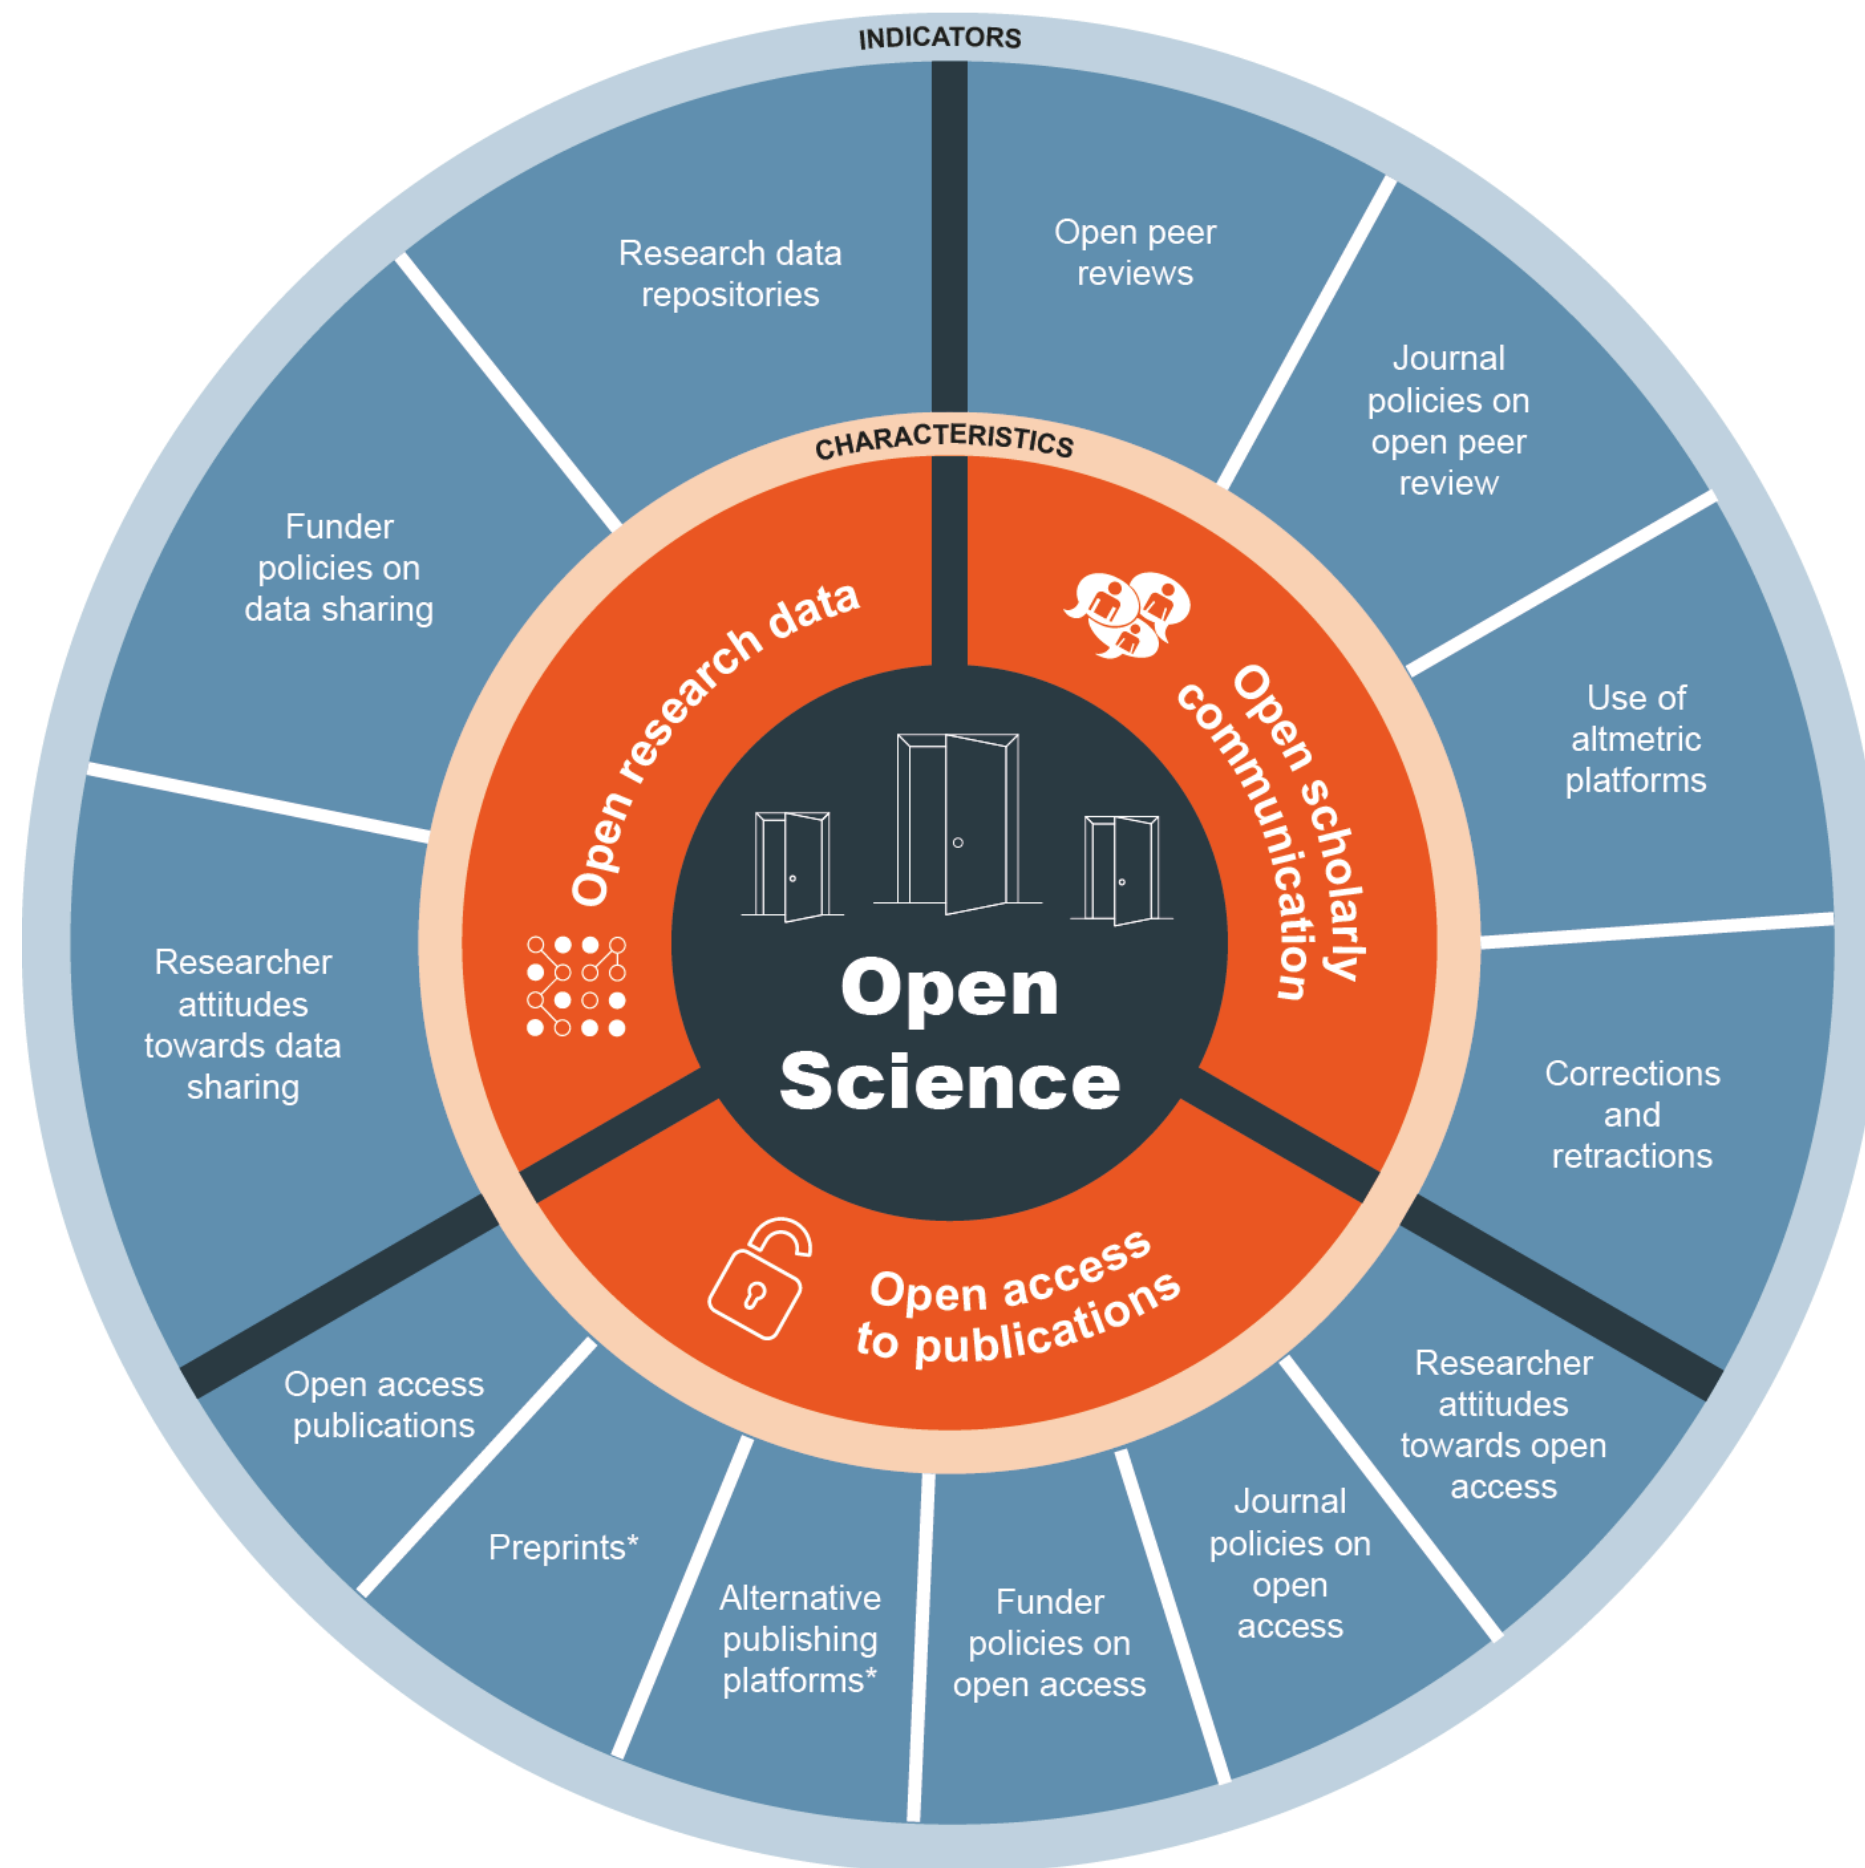 INDICATORS
Open peer
reviews
Journal
policies on
open peer
review
Use of
altmetric
platforms
Corrections
and
retractions
Researcher
attitudes
towards open
access
Journal
policies on
open
access
Funder
policies on
open access
Alternative
publishing
platforms*
Preprints*
Open access
publications
Researcher
attitudes
towards data
sharing
Funder
policies on
data sharing
Research data
repositories
CHARACTERISTICS
Open scholarly
communication
Open access
to publications
Open research data
Open
Science